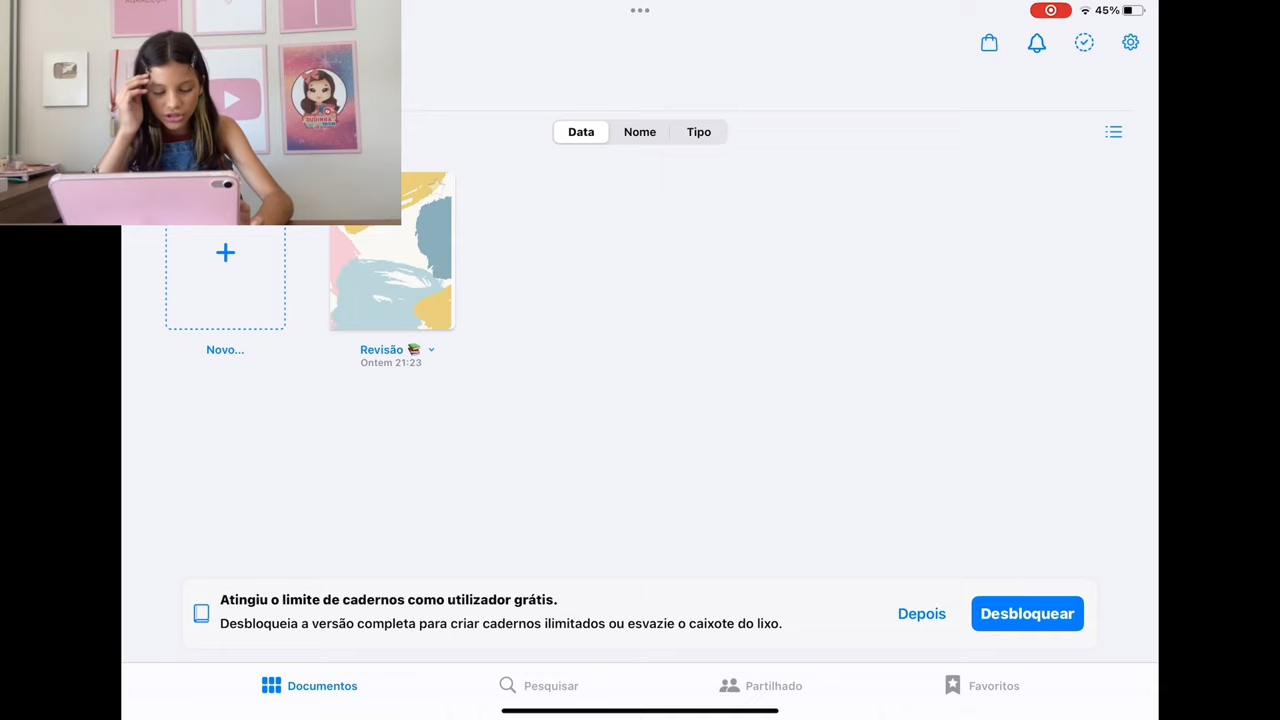 45%
Data Nome Tipo
Novo...
Revisão
Ontem 21:23
Atingiu o limite de cadernos como utilizador grátis.
Desbloqueia a versão completa para criar cadernos ilimitados ou esvazie o caixote do lixo.
Depois
Desbloquear
Documentos Pesquisar Partilhado Favoritos